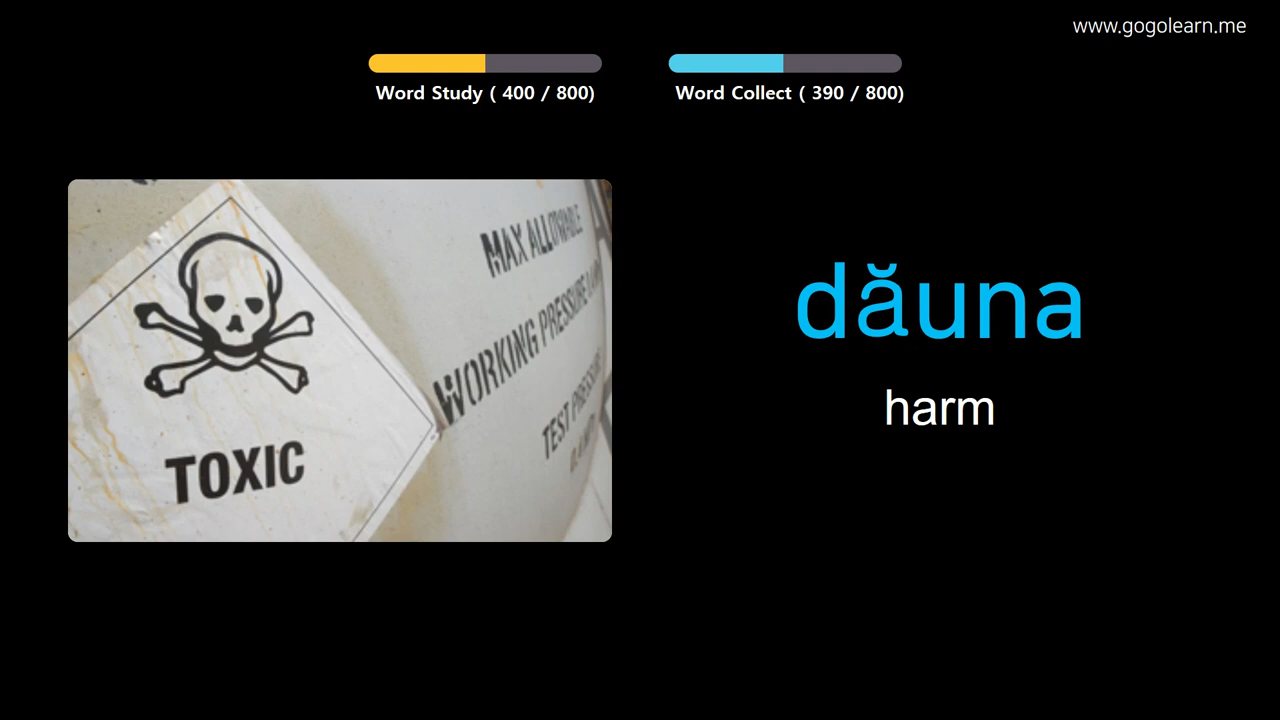 www.gogolearn.me
Word Study ( 400 / 800)
Word Collect ( 390 / 800)
MAX ALLOWABLE
WORKING PRESSURE
TEST PRESSURE
TOXIC
dăuna
harm